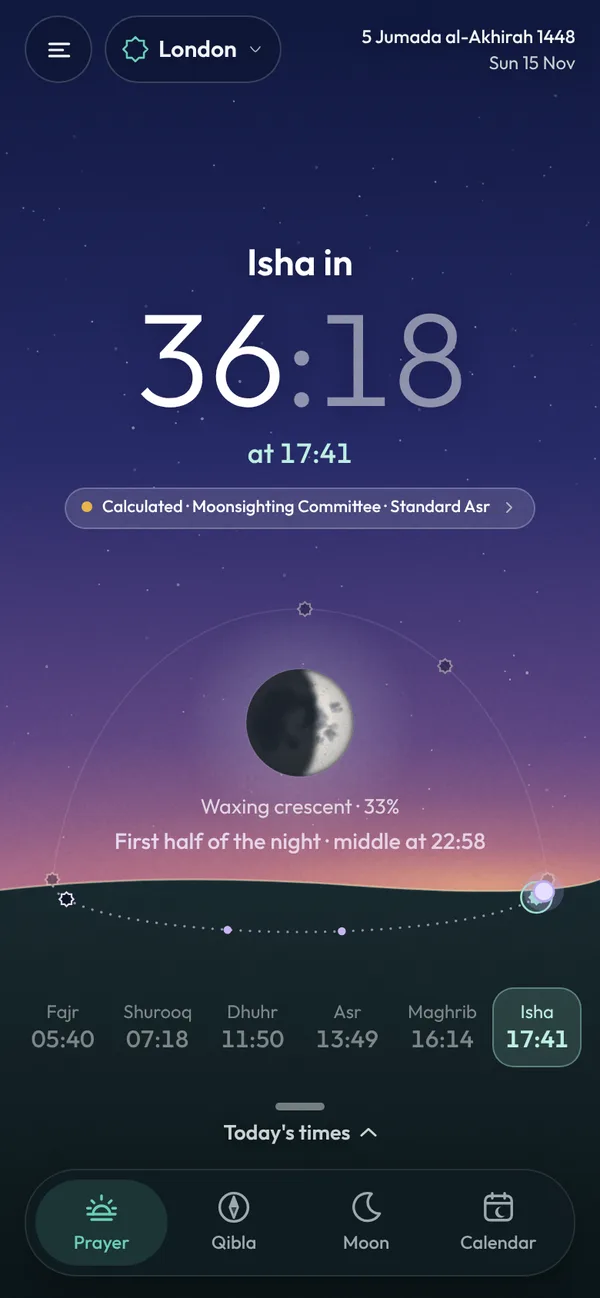 London
5 Jumada al-Akhirah 1448
Sun 15 Nov
Isha in
36:18
at 17:41
Calculated · Moonsighting Committee · Standard Asr
Waxing crescent · 33%
First half of the night · middle at 22:58
Fajr Shurooq Dhuhr Asr Maghrib Isha
05:40 07:18 11:50 13:49 16:14 17:41
Today's times
Prayer Qibla Moon Calendar